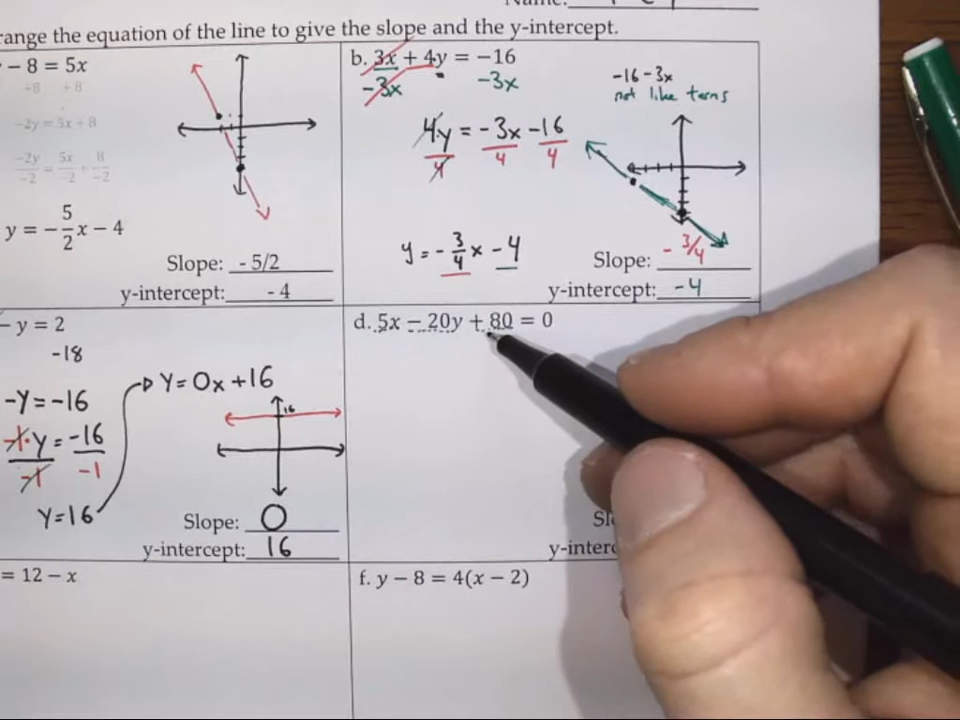 range the equation of the line to give the slope and the y-intercept.
- 8 = 5x
+8 +8
-2y = 5x + 8
-2y/-2 = 5x/-2 + 8/-2
y = -5/2x - 4
Slope: -5/2
y-intercept: -4
b. 3x + 4y = -16
-3x -3x
-16 - 3x
not like terms
4y/4 = -3x/4 -16/4
y = -3/4x - 4
Slope: -3/4
y-intercept: -4
- y = 2
-18
-y = -16
-1·y/-1 = -16/-1
y=16
y = 0x + 16
16
Slope: 0
y-intercept: 16
d. 5x - 20y + 80 = 0
= 12 - x
f. y - 8 = 4(x - 2)